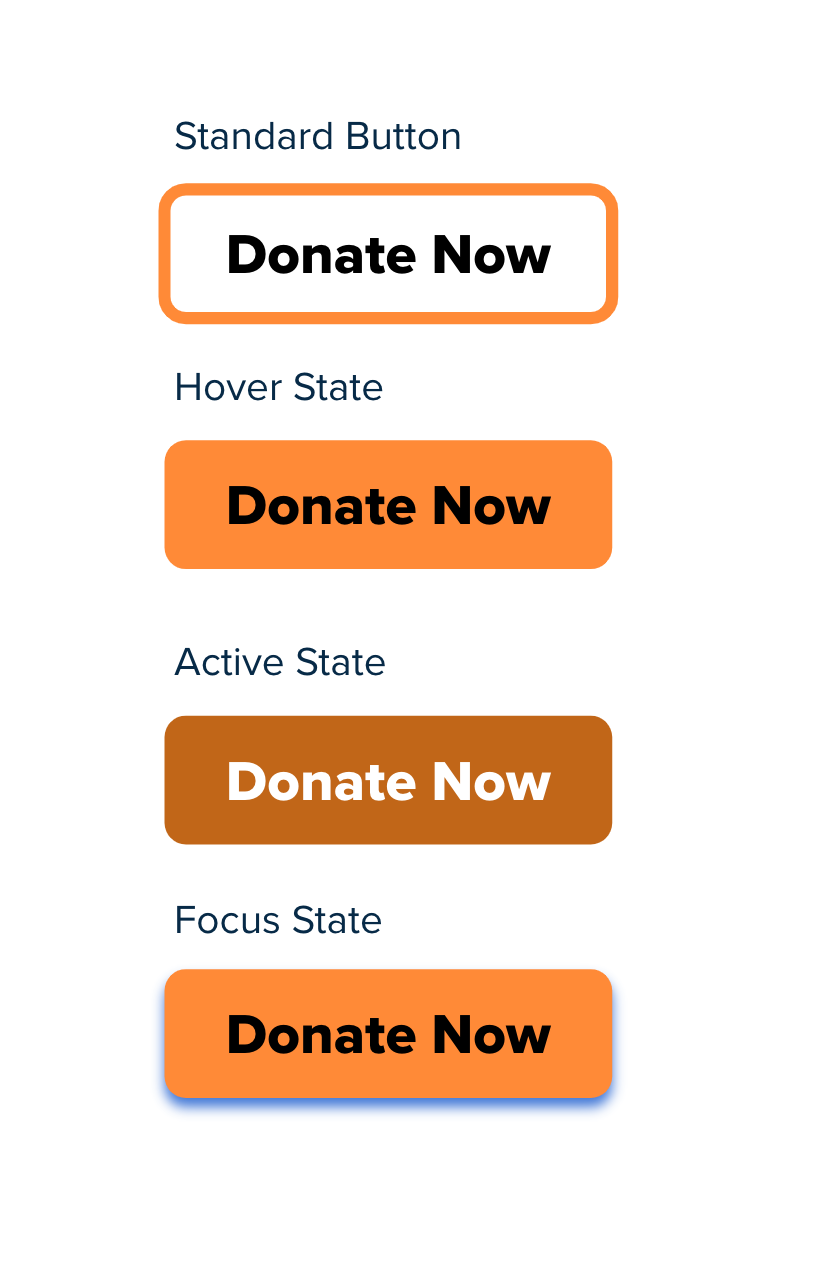 Standard Button
Donate Now
Hover State
Donate Now
Active State
Donate Now
Focus State
Donate Now